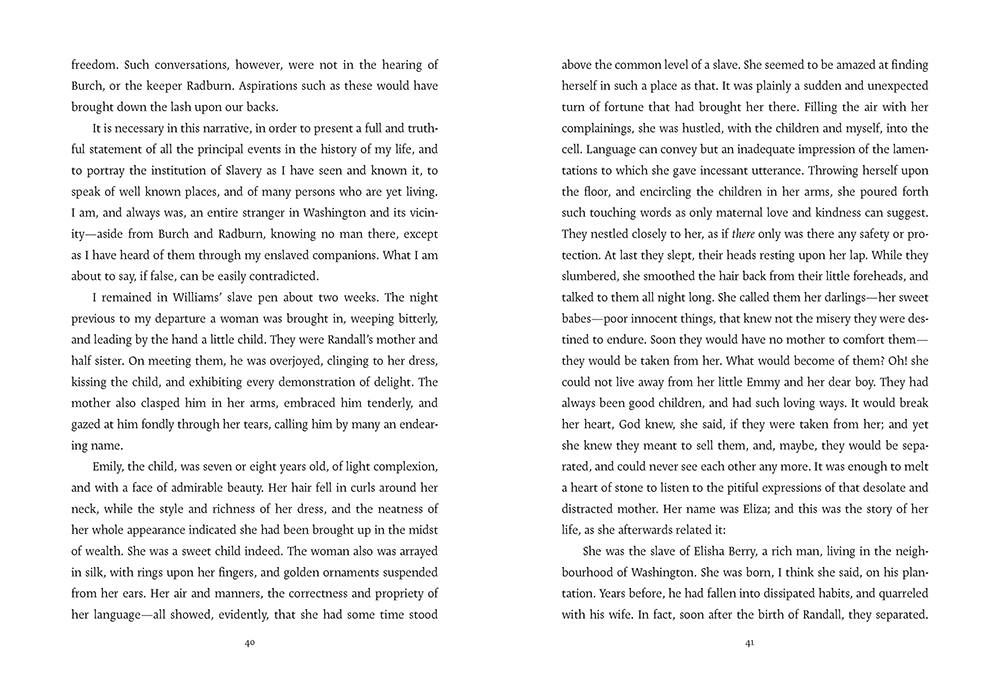 freedom. Such conversations, however, were not in the hearing of
Burch, or the keeper Radburn. Aspirations such as these would have
brought down the lash upon our backs.
It is necessary in this narrative, in order to present a full and truth-
ful statement of all the principal events in the history of my life, and
to portray the institution of Slavery as I have seen and known it, to
speak of well known places, and of many persons who are yet living.
I am, and always was, an entire stranger in Washington and its vicin-
ity—aside from Burch and Radburn, knowing no man there, except
as I have heard of them through my enslaved companions. What I am
about to say, if false, can be easily contradicted.
I remained in Williams’ slave pen about two weeks. The night
previous to my departure a woman was brought in, weeping bitterly,
and leading by the hand a little child. They were Randall’s mother and
half sister. On meeting them, he was overjoyed, clinging to her dress,
kissing the child, and exhibiting every demonstration of delight. The
mother also clasped him in her arms, embraced him tenderly, and
gazed at him fondly through her tears, calling him by many an endear-
ing name.
Emily, the child, was seven or eight years old, of light complexion,
and with a face of admirable beauty. Her hair fell in curls around her
neck, while the style and richness of her dress, and the neatness of
her whole appearance indicated she had been brought up in the midst
of wealth. She was a sweet child indeed. The woman also was arrayed
in silk, with rings upon her fingers, and golden ornaments suspended
from her ears. Her air and manners, the correctness and propriety of
her language—all showed, evidently, that she had some time stood
40
above the common level of a slave. She seemed to be amazed at finding
herself in such a place as that. It was plainly a sudden and unexpected
turn of fortune that had brought her there. Filling the air with her
complainings, she was hustled, with the children and myself, into the
cell. Language can convey but an inadequate impression of the lamen-
tations to which she gave incessant utterance. Throwing herself upon
the floor, and encircling the children in her arms, she poured forth
such touching words as only maternal love and kindness can suggest.
They nestled closely to her, as if there only was there any safety or pro-
tection. At last they slept, their heads resting upon her lap. While they
slumbered, she smoothed the hair back from their little foreheads, and
talked to them all night long. She called them her darlings—her sweet
babes—poor innocent things, that knew not the misery they were des-
tined to endure. Soon they would have no mother to comfort them—
they would be taken from her. What would become of them? Oh! she
could not live away from her little Emmy and her dear boy. They had
always been good children, and had such loving ways. It would break
her heart, God knew, she said, if they were taken from her; and yet
she knew they meant to sell them, and, maybe, they would be sepa-
rated, and could never see each other any more. It was enough to melt
a heart of stone to listen to the pitiful expressions of that desolate and
distracted mother. Her name was Eliza; and this was the story of her
life, as she afterwards related it:
She was the slave of Elisha Berry, a rich man, living in the neigh-
bourhood of Washington. She was born, I think she said, on his plan-
tation. Years before, he had fallen into dissipated habits, and quarreled
with his wife. In fact, soon after the birth of Randall, they separated.
41